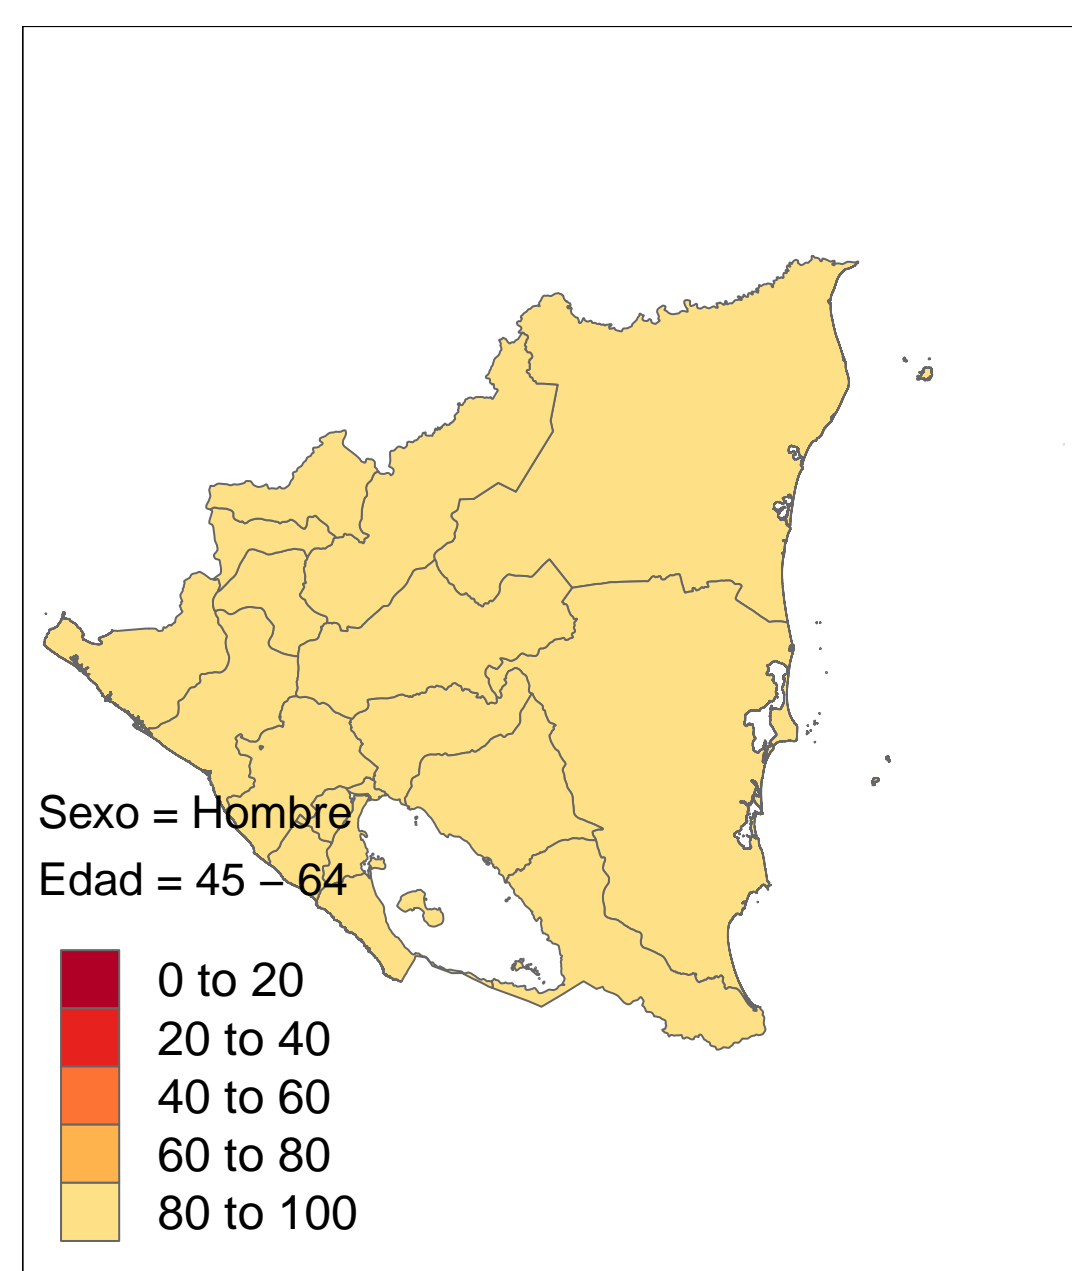 Sexo = Hombre
Edad = 45 – 64
0 to 20
20 to 40
40 to 60
60 to 80
80 to 100